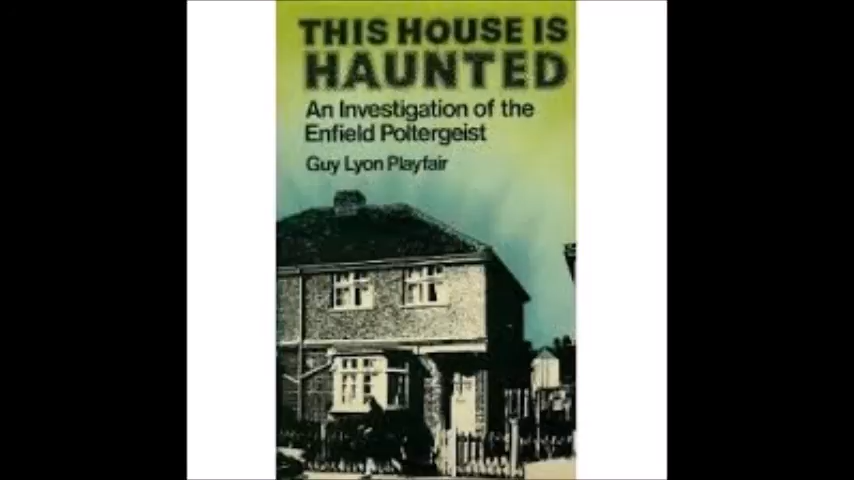 THIS HOUSE IS
HAUNTED
An Investigation of the
Enfield Poltergeist
Guy Lyon Playfair